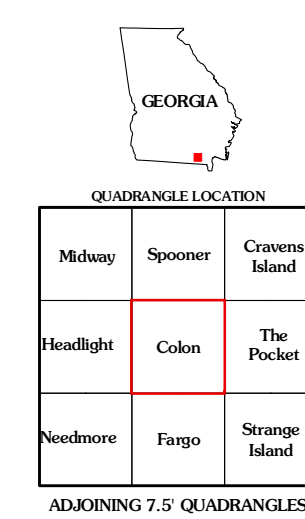 GEORGIA
QUADRANGLE LOCATION
Midway
Spooner
Cravens
Island
Headlight
Colon
The
Pocket
Needmore
Fargo
Strange
Island
ADJOINING 7.5' QUADRANGLES